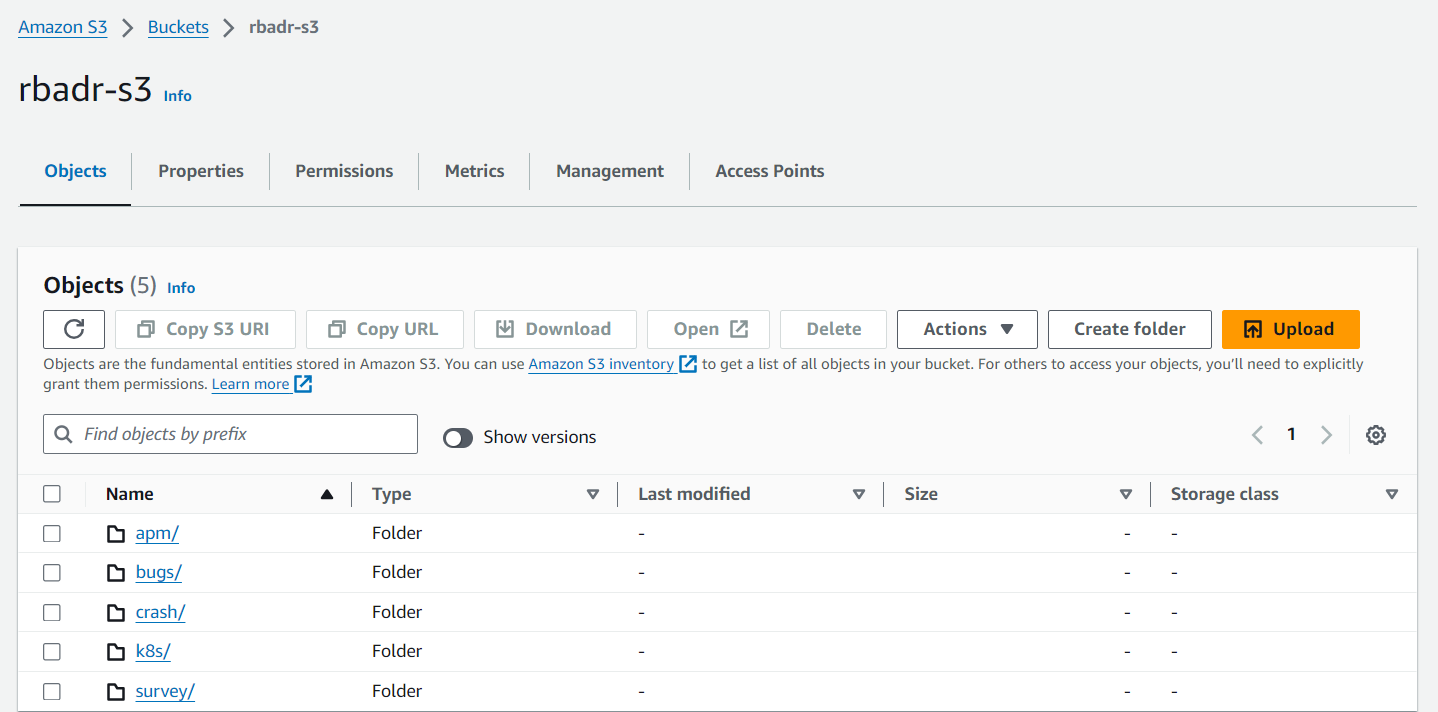 Amazon S3 > Buckets > rbadr-s3
rbadr-s3 Info
Objects Properties Permissions Metrics Management Access Points
Objects (5) Info
Copy S3 URI Copy URL Download Open Delete Actions Create folder Upload
Objects are the fundamental entities stored in Amazon S3. You can use Amazon S3 inventory to get a list of all objects in your bucket. For others to access your objects, you’ll need to explicitly
grant them permissions. Learn more
Find objects by prefix Show versions 1
Name Type Last modified Size Storage class
apm/ Folder - - -
bugs/ Folder - - -
crash/ Folder - - -
k8s/ Folder - - -
survey/ Folder - - -